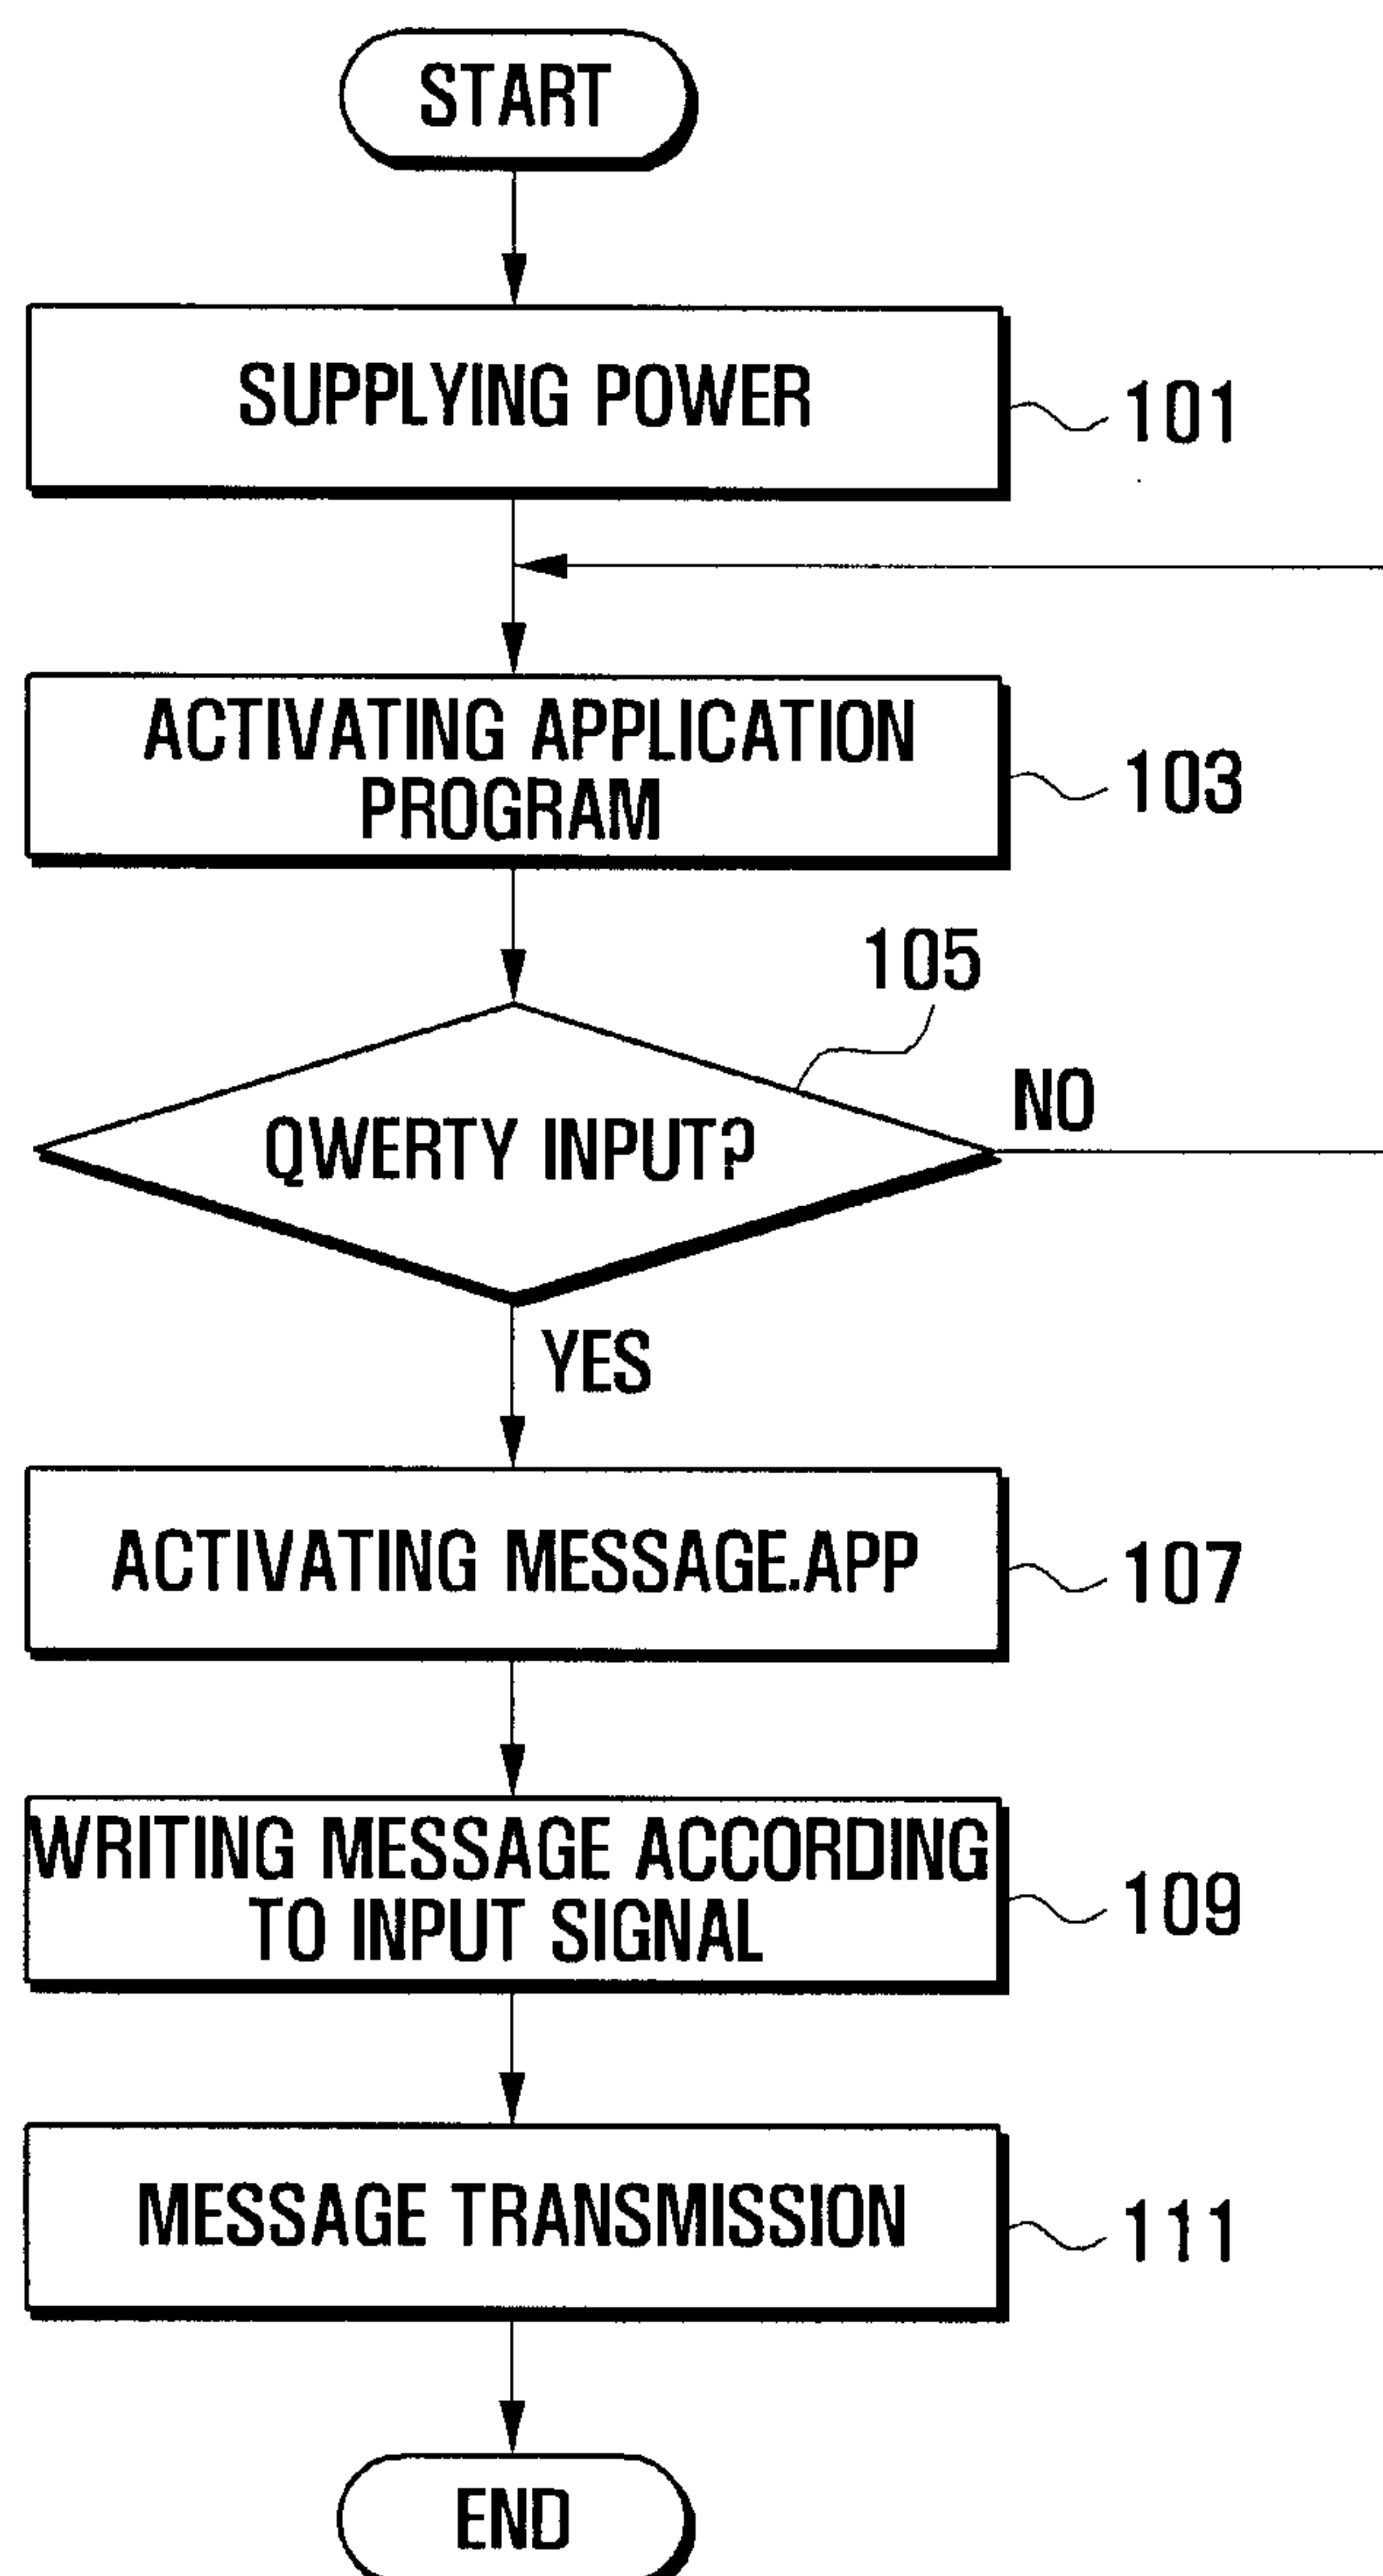 START
SUPPLYING POWER
101
ACTIVATING APPLICATION
PROGRAM
103
105
QWERTY INPUT?
NO
YES
ACTIVATING MESSAGE.APP
107
WRITING MESSAGE ACCORDING
TO INPUT SIGNAL
109
MESSAGE TRANSMISSION
111
END